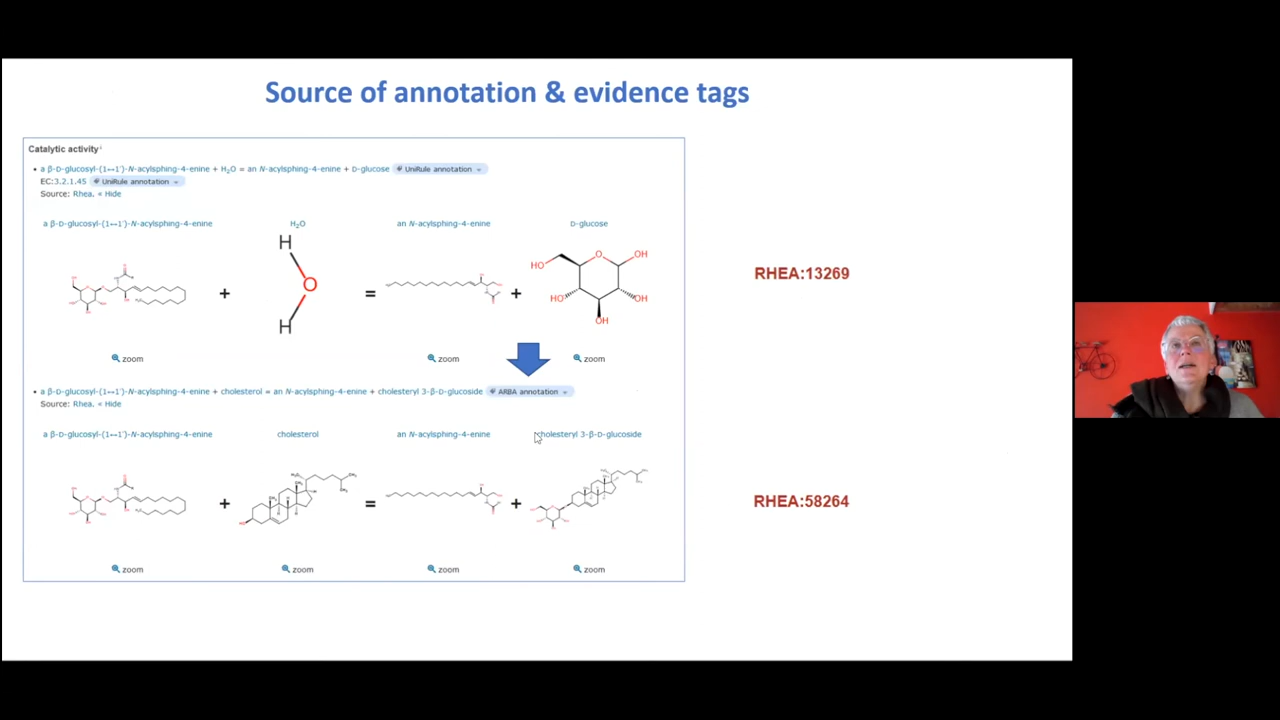 Source of annotation & evidence tags
Catalytic activityⁱ
• a β-D-glucosyl-(1↔1')-N-acylsphing-4-enine + H₂O = an N-acylsphing-4-enine + D-glucose UniRule annotation
EC:3.2.1.45 UniRule annotation
Source: Rhea. < Hide
a β-D-glucosyl-(1↔1')-N-acylsphing-4-enine H₂O an N-acylsphing-4-enine D-glucose
H
O
H
+ = +
O OH
HO
HO OH
OH
RHEA:13269
zoom zoom zoom
• a β-D-glucosyl-(1↔1')-N-acylsphing-4-enine + cholesterol = an N-acylsphing-4-enine + cholesteryl 3-β-D-glucoside ARBA annotation
Source: Rhea. < Hide
a β-D-glucosyl-(1↔1')-N-acylsphing-4-enine cholesterol an N-acylsphing-4-enine cholesteryl 3-β-D-glucoside
+ = +
RHEA:58264
zoom zoom zoom zoom